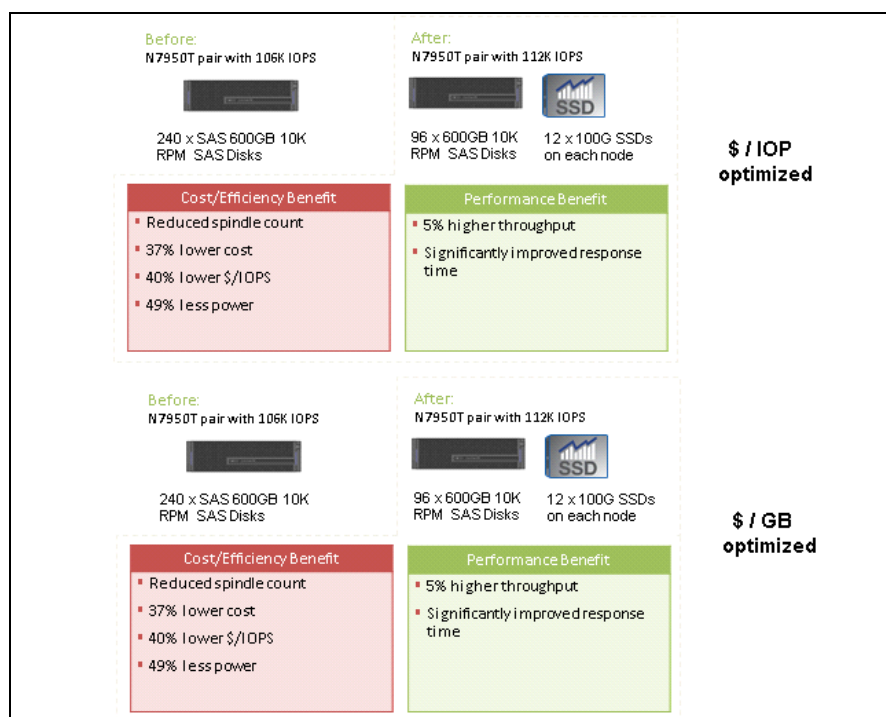 Before:
N7950T pair with 106K IOPS
240 x SAS 600GB 10K
RPM SAS Disks
After:
N7950T pair with 112K IOPS
SSD
96 x 600GB 10K
RPM SAS Disks
12 x 100G SSDs
on each node
$ / IOP
optimized
Cost/Efficiency Benefit
▪ Reduced spindle count
▪ 37% lower cost
▪ 40% lower $/IOPS
▪ 49% less power
Performance Benefit
▪ 5% higher throughput
▪ Significantly improved response
time
Before:
N7950T pair with 106K IOPS
240 x SAS 600GB 10K
RPM SAS Disks
After:
N7950T pair with 112K IOPS
SSD
96 x 600GB 10K
RPM SAS Disks
12 x 100G SSDs
on each node
$ / GB
optimized
Cost/Efficiency Benefit
▪ Reduced spindle count
▪ 37% lower cost
▪ 40% lower $/IOPS
▪ 49% less power
Performance Benefit
▪ 5% higher throughput
▪ Significantly improved response
time